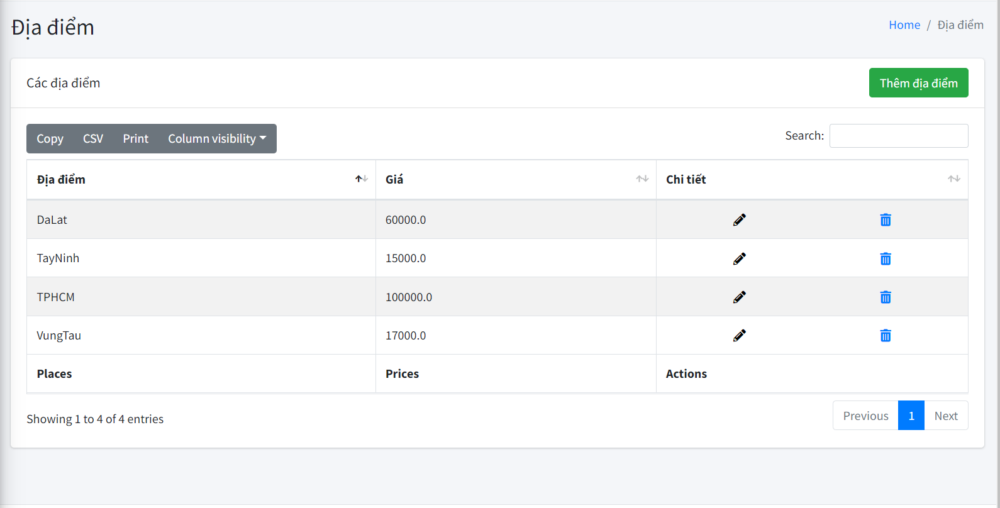 Địa điểm
Home / Địa điểm
Các địa điểm
Thêm địa điểm
Copy CSV Print Column visibility
Search:
Địa điểm Giá Chi tiết
DaLat 60000.0
TayNinh 15000.0
TPHCM 100000.0
VungTau 17000.0
Places Prices Actions
Showing 1 to 4 of 4 entries
Previous 1 Next